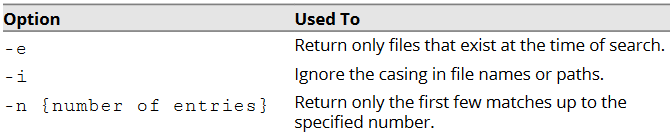 Option Used To
-e Return only files that exist at the time of search.
-i Ignore the casing in file names or paths.
-n {number of entries} Return only the first few matches up to the
specified number.